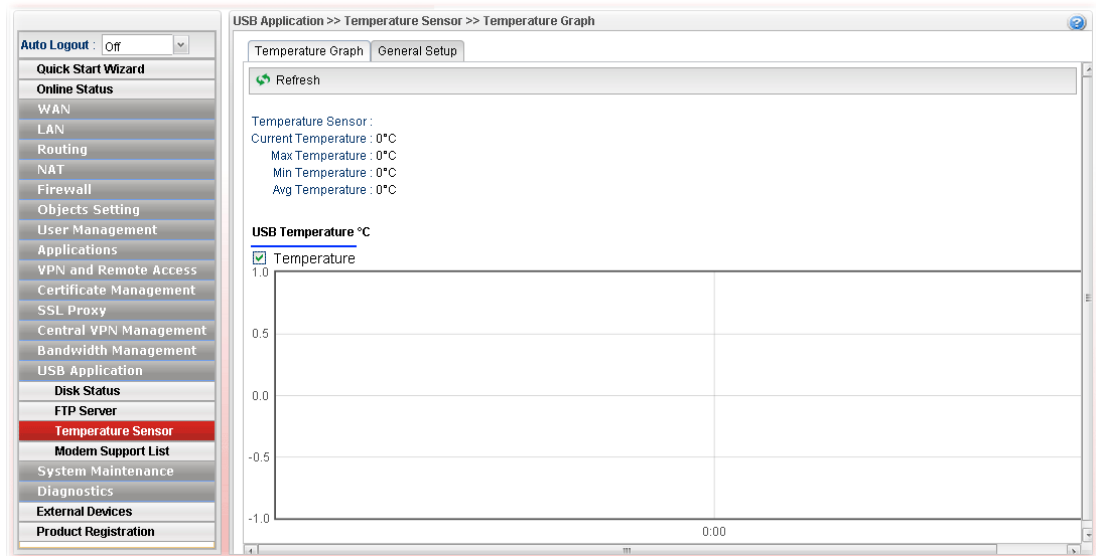 USB Application >> Temperature Sensor >> Temperature Graph
Auto Logout : Off
Quick Start Wizard
Online Status
WAN
LAN
Routing
NAT
Firewall
Objects Setting
User Management
Applications
VPN and Remote Access
Certificate Management
SSL Proxy
Central VPN Management
Bandwidth Management
USB Application
Disk Status
FTP Server
Temperature Sensor
Modem Support List
System Maintenance
Diagnostics
External Devices
Product Registration
Temperature Graph General Setup
Refresh
Temperature Sensor :
Current Temperature : 0°C
Max Temperature : 0°C
Min Temperature : 0°C
Avg Temperature : 0°C
USB Temperature °C
Temperature
1.0
0.5
0.0
-0.5
-1.0
0:00